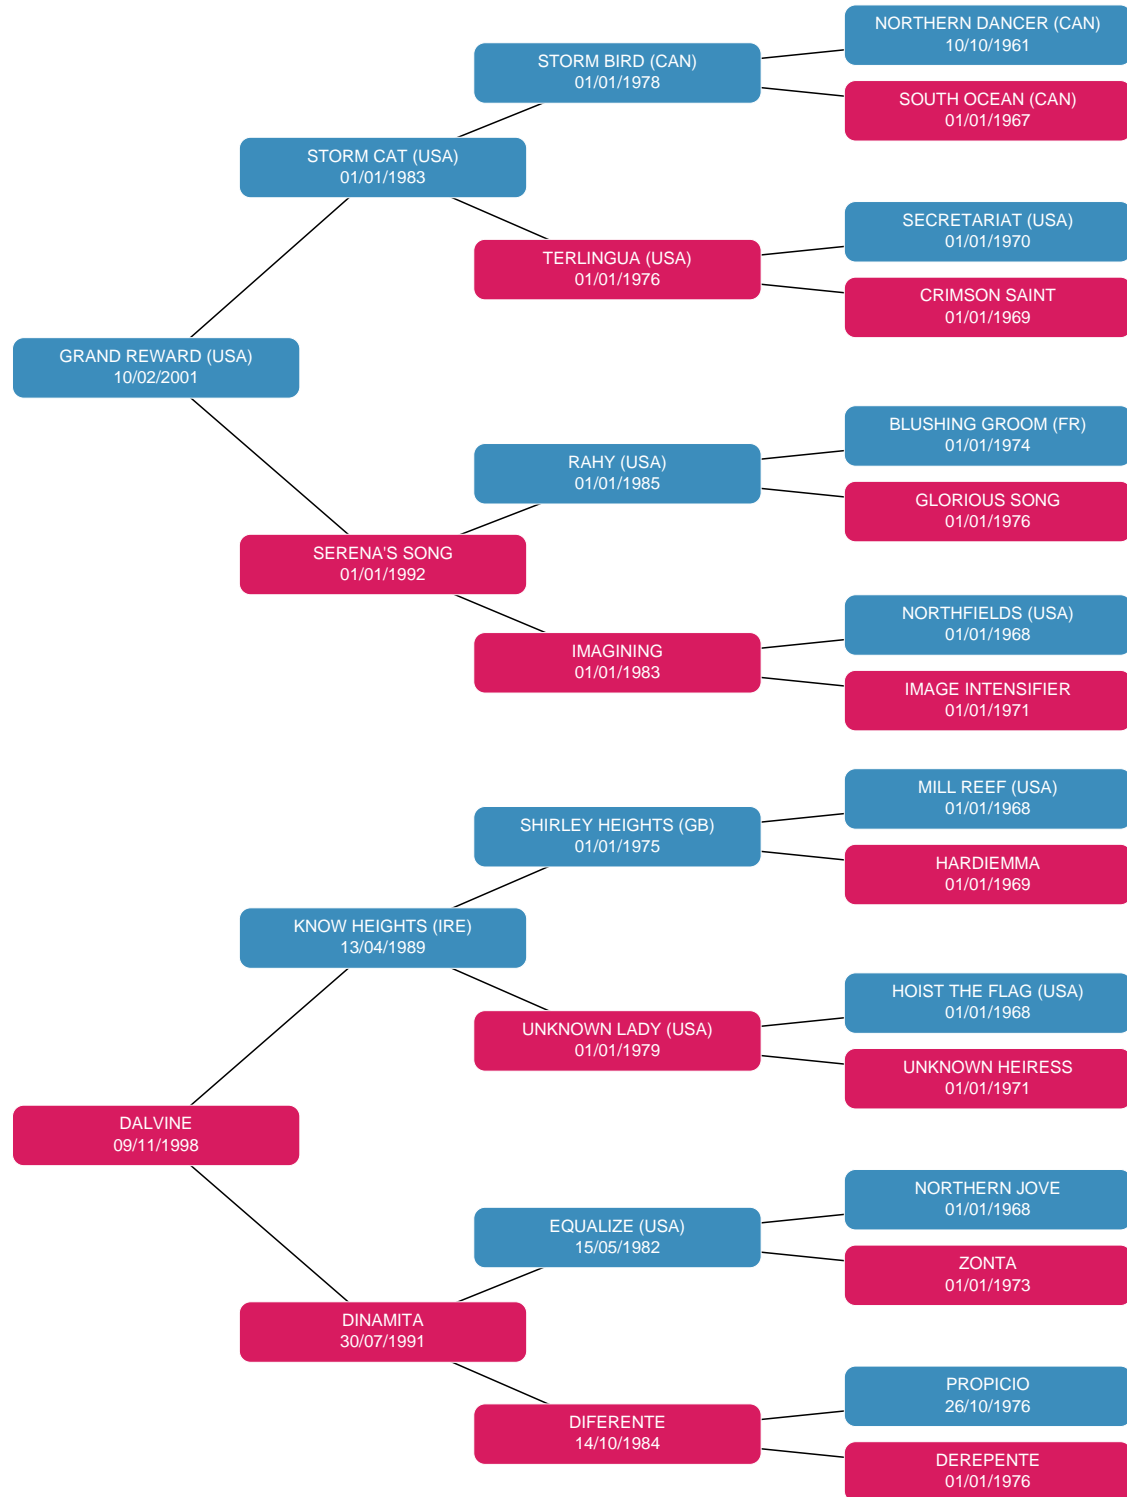 NORTHERN DANCER (CAN)
10/10/1961
STORM BIRD (CAN)
01/01/1978
SOUTH OCEAN (CAN)
01/01/1967
STORM CAT (USA)
01/01/1983
SECRETARIAT (USA)
01/01/1970
TERLINGUA (USA)
01/01/1976
CRIMSON SAINT
01/01/1969
GRAND REWARD (USA)
10/02/2001
BLUSHING GROOM (FR)
01/01/1974
RAHY (USA)
01/01/1985
GLORIOUS SONG
01/01/1976
SERENA'S SONG
01/01/1992
NORTHFIELDS (USA)
01/01/1968
IMAGINING
01/01/1983
IMAGE INTENSIFIER
01/01/1971
MILL REEF (USA)
01/01/1968
SHIRLEY HEIGHTS (GB)
01/01/1975
HARDIEMMA
01/01/1969
KNOW HEIGHTS (IRE)
13/04/1989
HOIST THE FLAG (USA)
01/01/1968
UNKNOWN LADY (USA)
01/01/1979
UNKNOWN HEIRESS
01/01/1971
DALVINE
09/11/1998
NORTHERN JOVE
01/01/1968
EQUALIZE (USA)
15/05/1982
ZONTA
01/01/1973
DINAMITA
30/07/1991
PROPICIO
26/10/1976
DIFERENTE
14/10/1984
DEREPENTE
01/01/1976